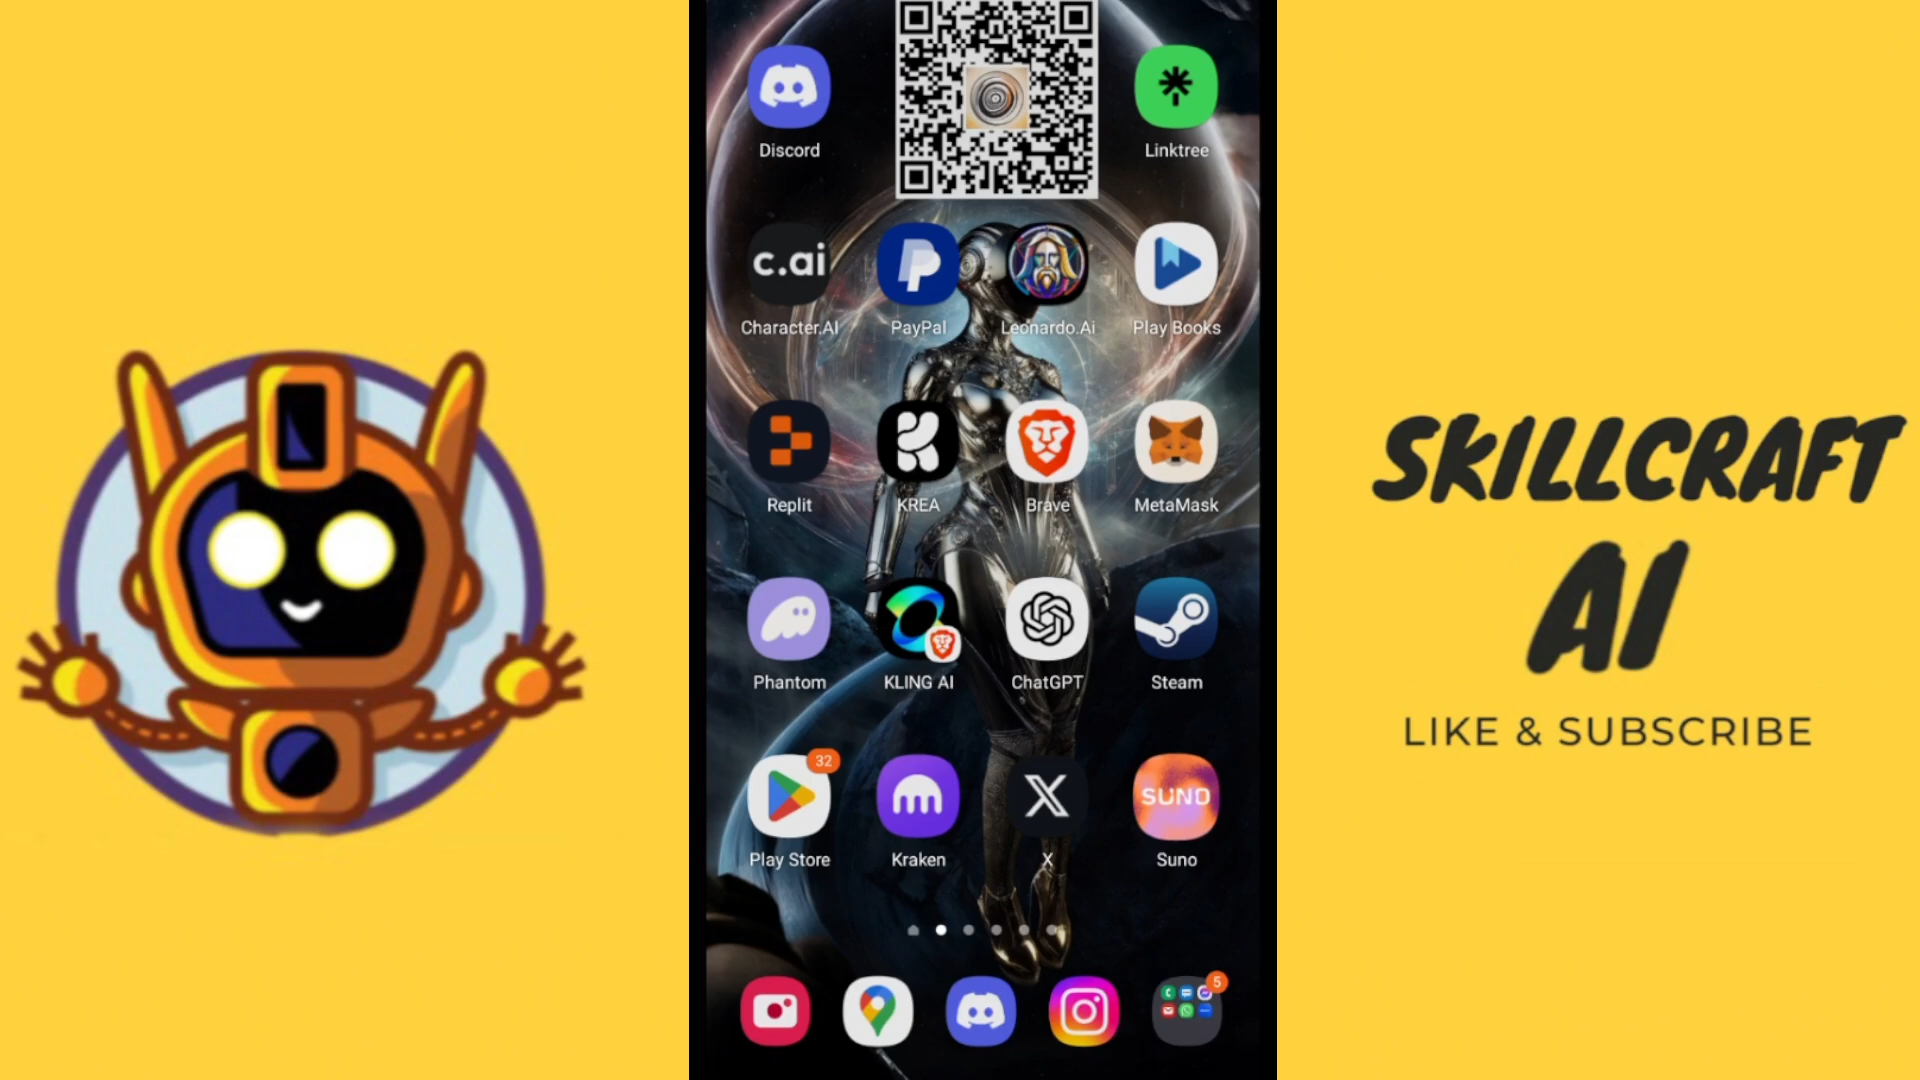 Discord
Linktree
c.ai
Character.AI
PayPal
Leonardo.Ai
Play Books
Replit
KREA
Brave
MetaMask
Phantom
KLING AI
ChatGPT
Steam
32
Play Store
Kraken
X
SUNO
Suno
5
SKILLCRAFT
AI
LIKE & SUBSCRIBE